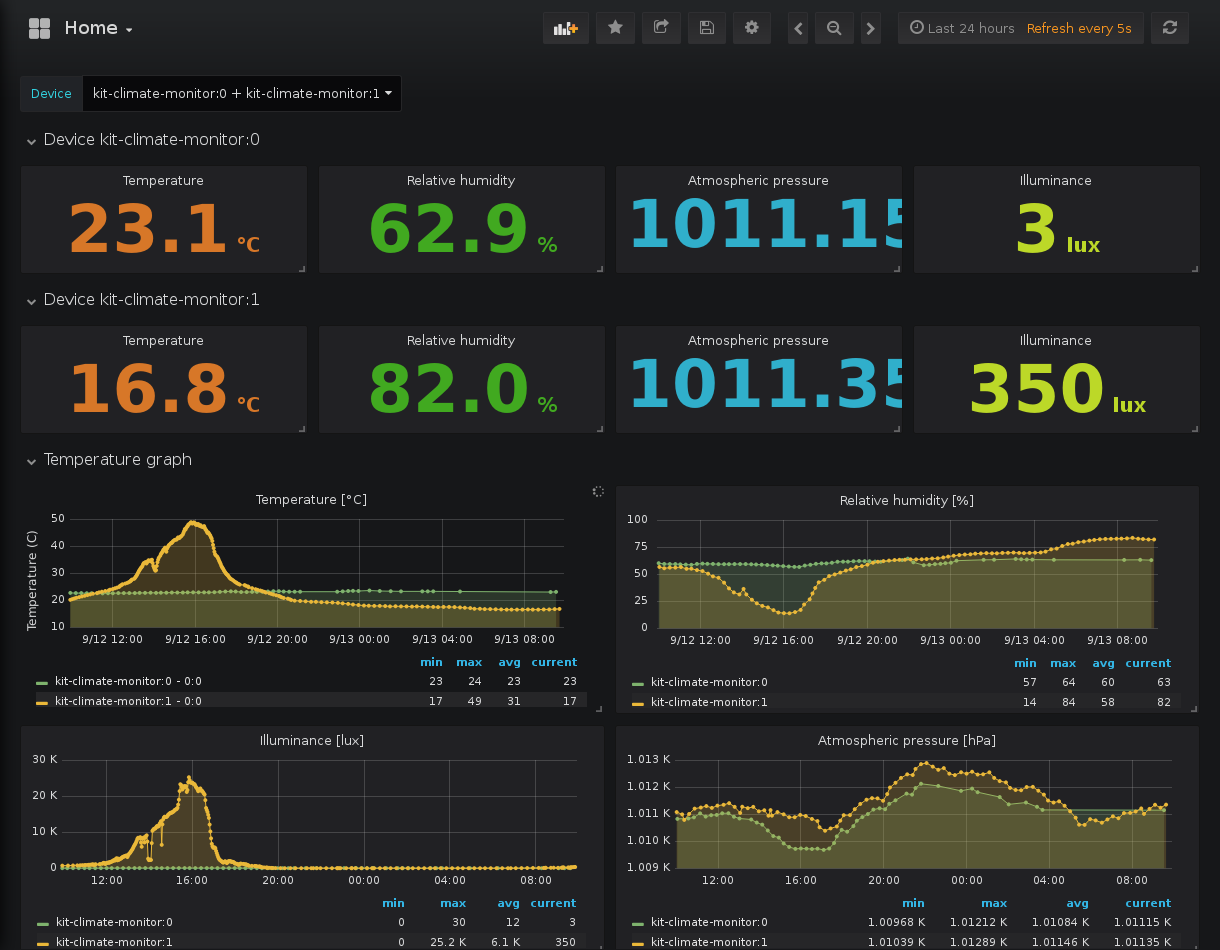 Home
Last 24 hours Refresh every 5s
Device kit-climate-monitor:0 + kit-climate-monitor:1
Device kit-climate-monitor:0
Temperature Relative humidity Atmospheric pressure Illuminance
23.1 °C 62.9 % 1011.15 3 lux
Device kit-climate-monitor:1
Temperature Relative humidity Atmospheric pressure Illuminance
16.8 °C 82.0 % 1011.35 350 lux
Temperature graph
Temperature [°C]
Temperature (C)
50
40
30
20
10
9/12 12:00 9/12 16:00 9/12 20:00 9/13 00:00 9/13 04:00 9/13 08:00
min max avg current
kit-climate-monitor:0 - 0:0 23 24 23 23
kit-climate-monitor:1 - 0:0 17 49 31 17
Relative humidity [%]
100
75
50
25
0
9/12 12:00 9/12 16:00 9/12 20:00 9/13 00:00 9/13 04:00 9/13 08:00
min max avg current
kit-climate-monitor:0 57 64 60 63
kit-climate-monitor:1 14 84 58 82
Illuminance [lux]
30 K
20 K
10 K
0
12:00 16:00 20:00 00:00 04:00 08:00
min max avg current
kit-climate-monitor:0 0 30 12 3
kit-climate-monitor:1 0 25.2 K 6.1 K 350
Atmospheric pressure [hPa]
1.013 K
1.012 K
1.011 K
1.010 K
1.009 K
12:00 16:00 20:00 00:00 04:00 08:00
min max avg current
kit-climate-monitor:0 1.00968 K 1.01212 K 1.01084 K 1.01115 K
kit-climate-monitor:1 1.01039 K 1.01289 K 1.01146 K 1.01135 K